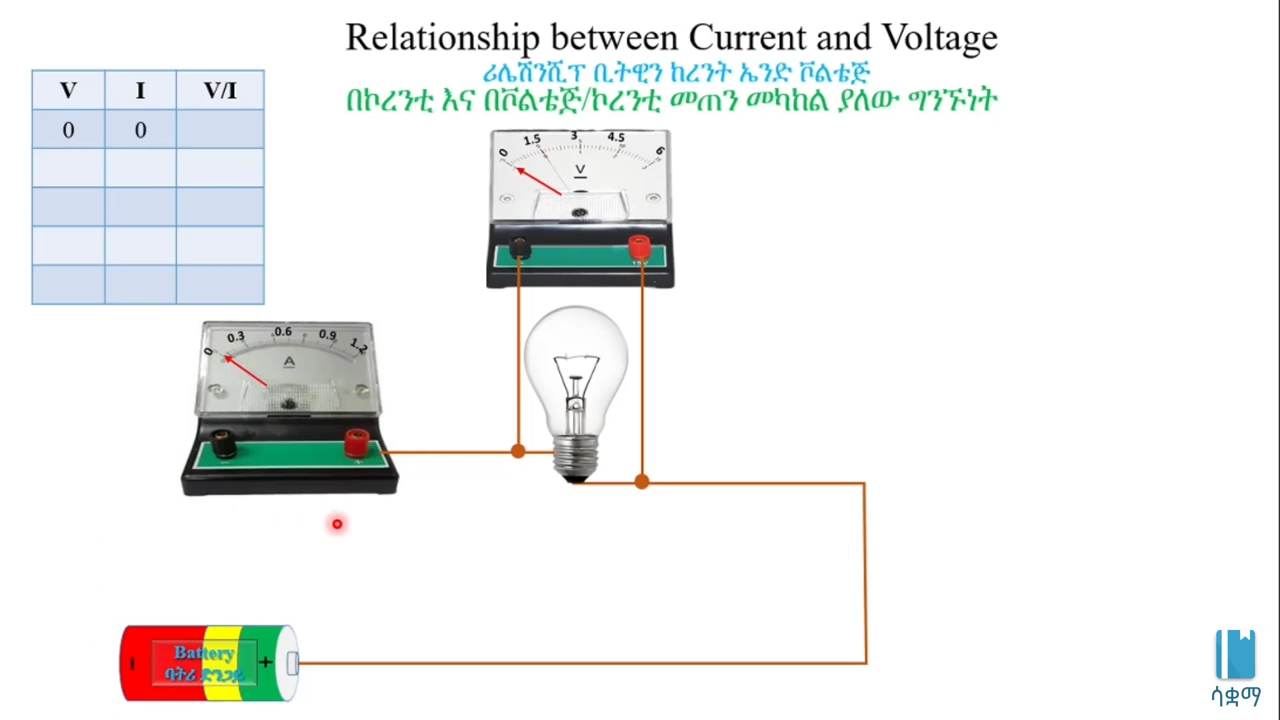 Relationship between Current and Voltage
ሪሌሽንሺፕ ቢትዊን ከረንት ኤንድ ቮልቴጅ
በኮረንቲ እና በቮልቴጅ/ኮረንቲ መጠን መካከል ያለው ግንኙነት
V I V/I
0 0
0 1.5 3 4.5 6
V
15V
0 0.3 0.6 0.9 1.2
A
− +
- Battery +
ባትሪ ድንጋይ
ሳቋማ